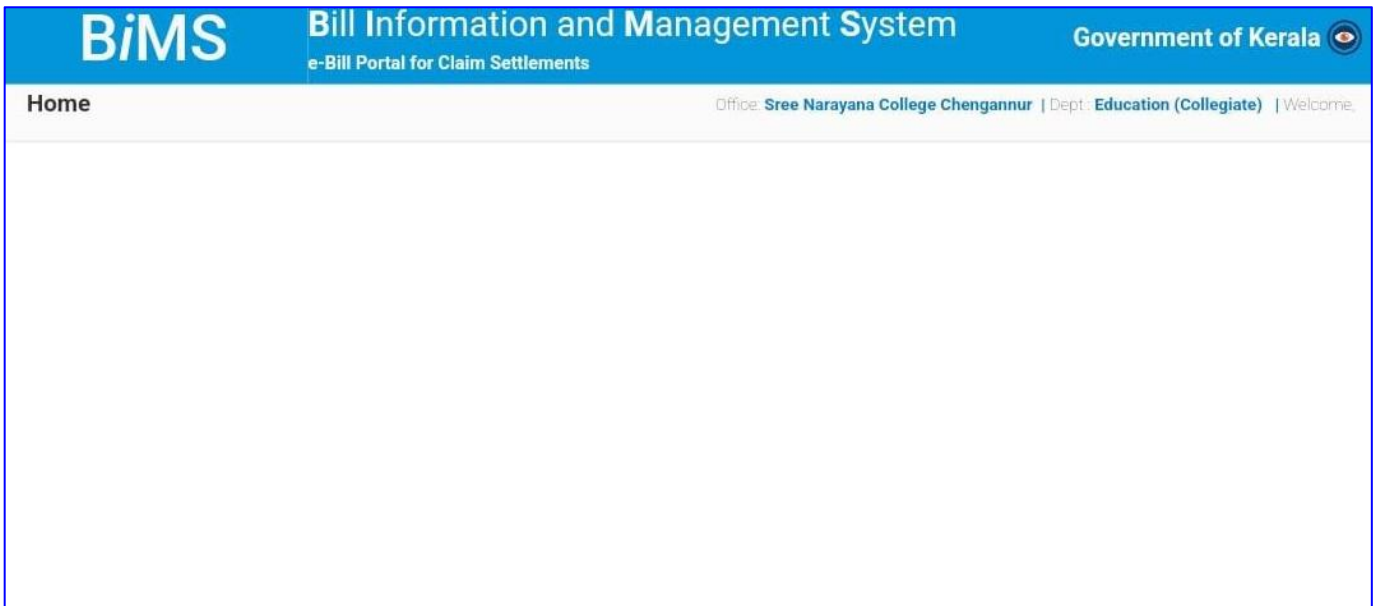 BiMS
Bill Information and Management System
e-Bill Portal for Claim Settlements
Government of Kerala
Home
Office: Sree Narayana College Chengannur | Dept : Education (Collegiate) | Welcome,